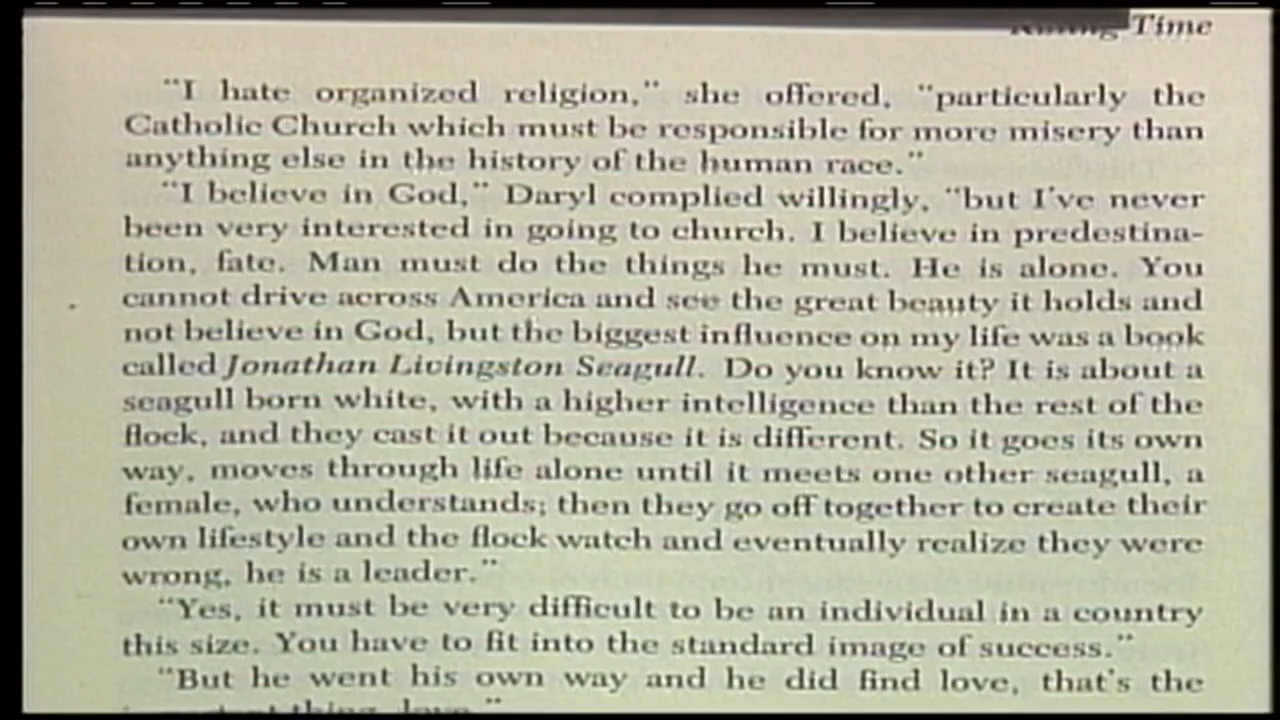 Killing Time
"I hate organized religion," she offered, "particularly the
Catholic Church which must be responsible for more misery than
anything else in the history of the human race."
"I believe in God," Daryl complied willingly, "but I've never
been very interested in going to church. I believe in predestina-
tion, fate. Man must do the things he must. He is alone. You
cannot drive across America and see the great beauty it holds and
not believe in God, but the biggest influence on my life was a book
called Jonathan Livingston Seagull. Do you know it? It is about a
seagull born white, with a higher intelligence than the rest of the
flock, and they cast it out because it is different. So it goes its own
way, moves through life alone until it meets one other seagull, a
female, who understands; then they go off together to create their
own lifestyle and the flock watch and eventually realize they were
wrong, he is a leader."
"Yes, it must be very difficult to be an individual in a country
this size. You have to fit into the standard image of success."
"But he went his own way and he did find love, that's the
important thing, love."